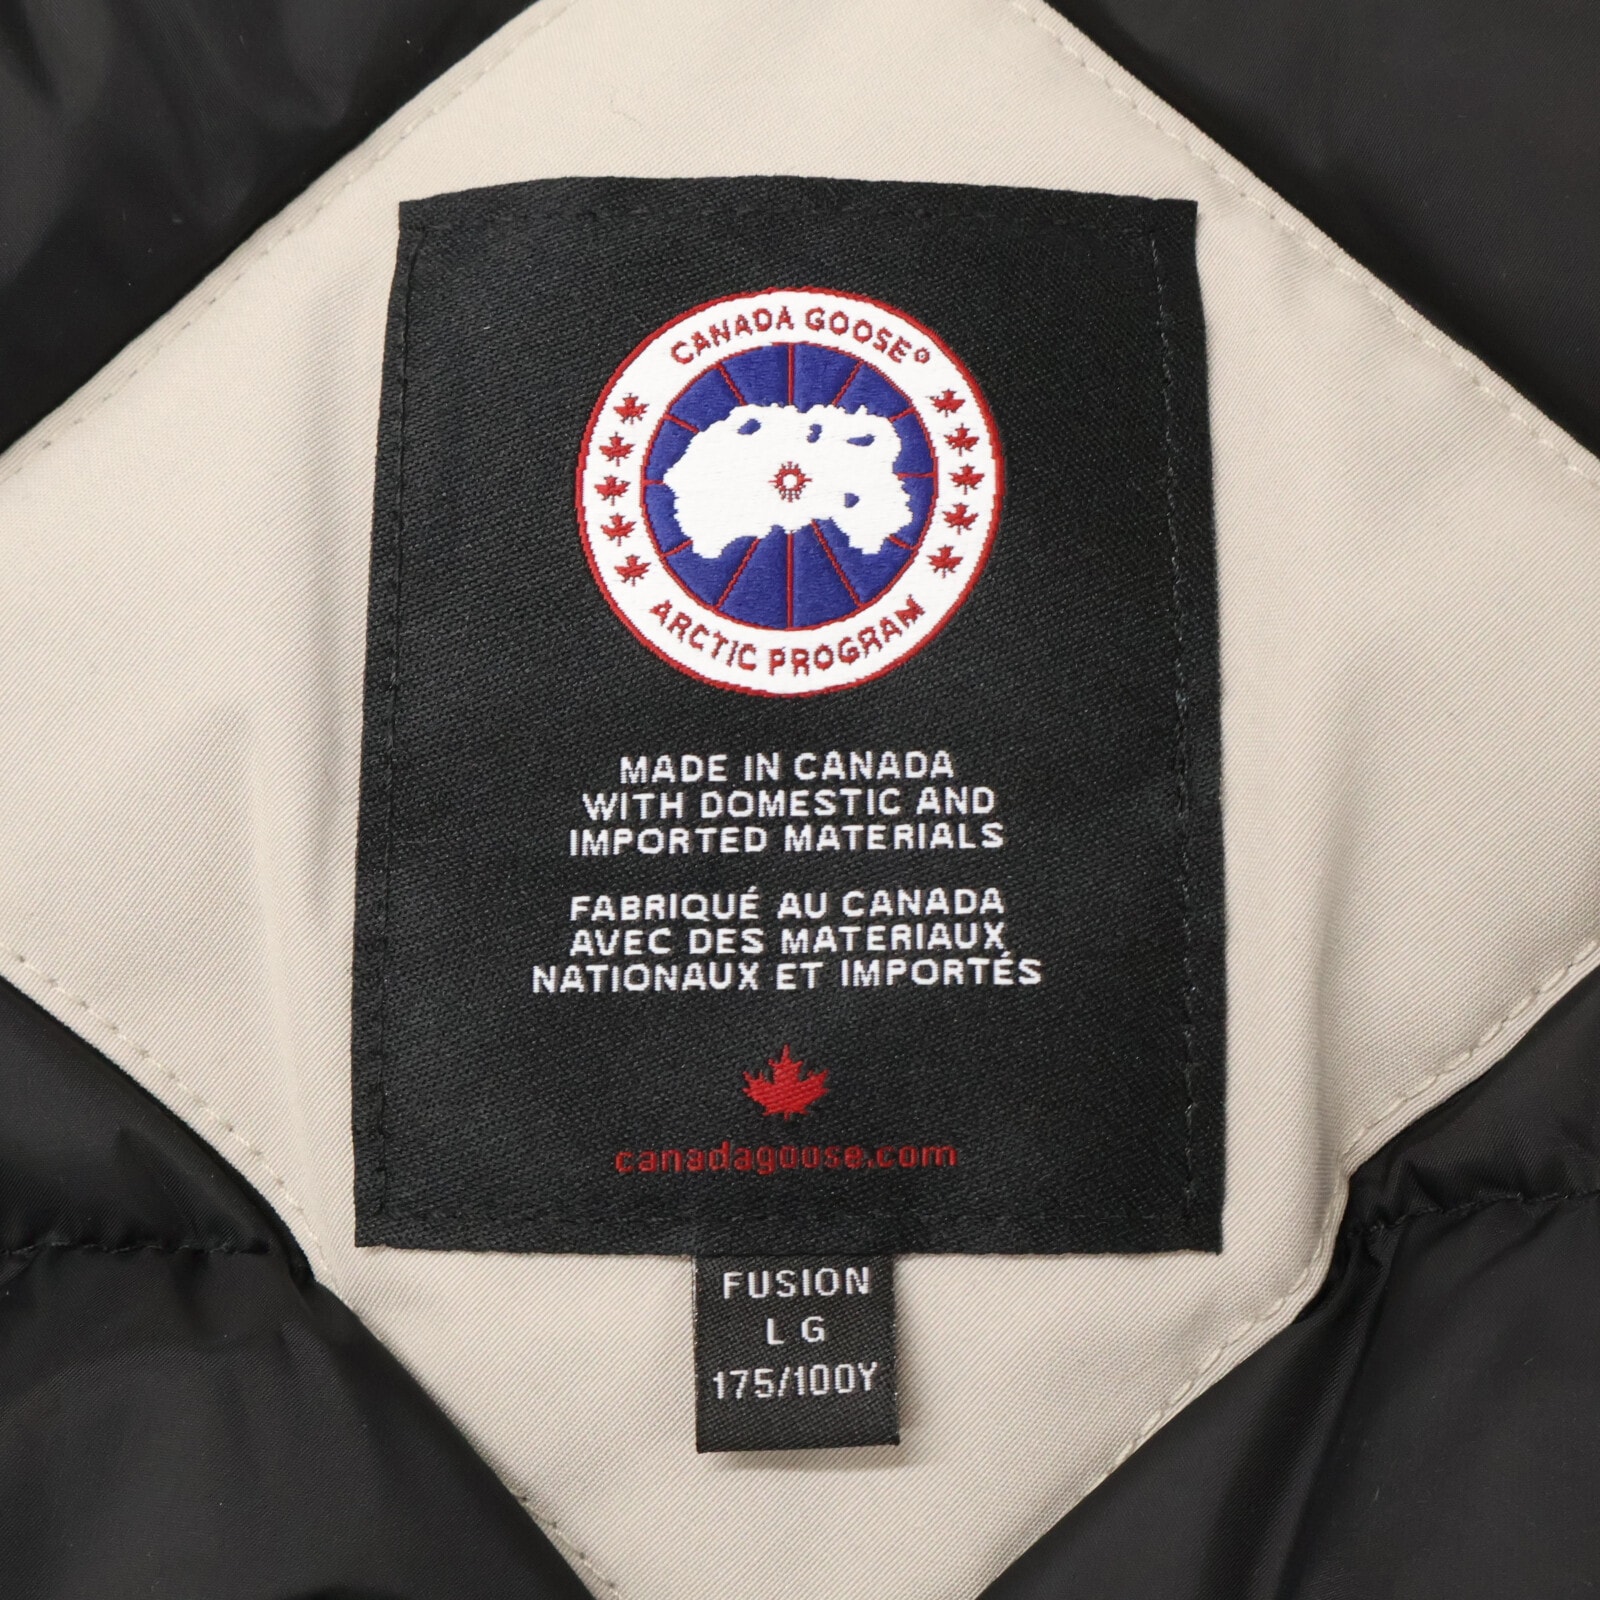 CANADA GOOSE®
ARCTIC PROGRAM
MADE IN CANADA
WITH DOMESTIC AND
IMPORTED MATERIALS
FABRIQUÉ AU CANADA
AVEC DES MATERIAUX
NATIONAUX ET IMPORTÉS
canadagoose.com
FUSION
LG
175/100Y